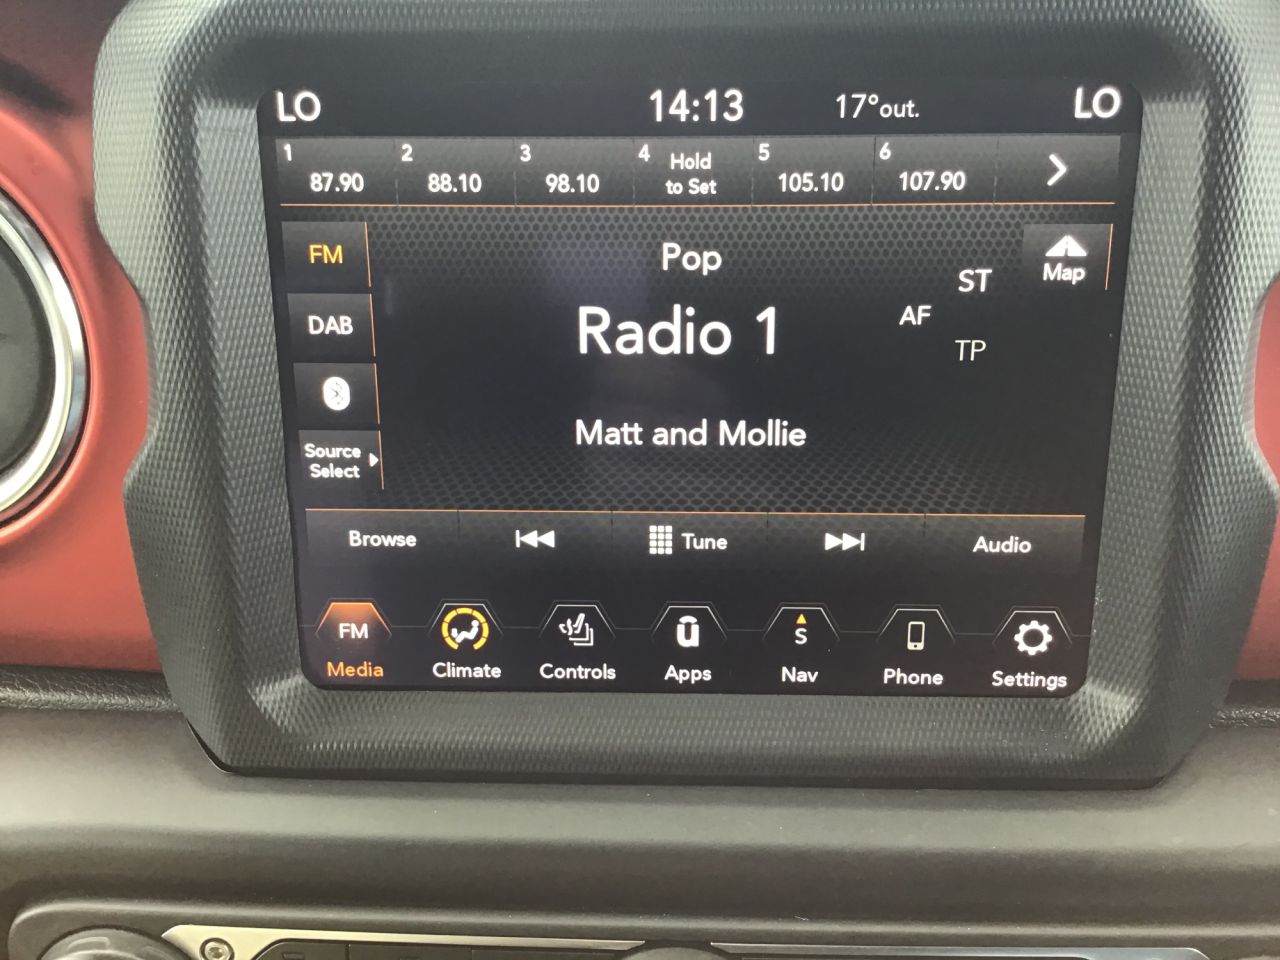 LO 14:13 17°out. LO
1 2 3 4 Hold to Set 5 6
87.90 88.10 98.10 105.10 107.90
FM
Pop
Map
ST
DAB
Radio 1
AF
TP
Matt and Mollie
Source
Select
Browse Tune Audio
FM S
Media Climate Controls Apps Nav Phone Settings